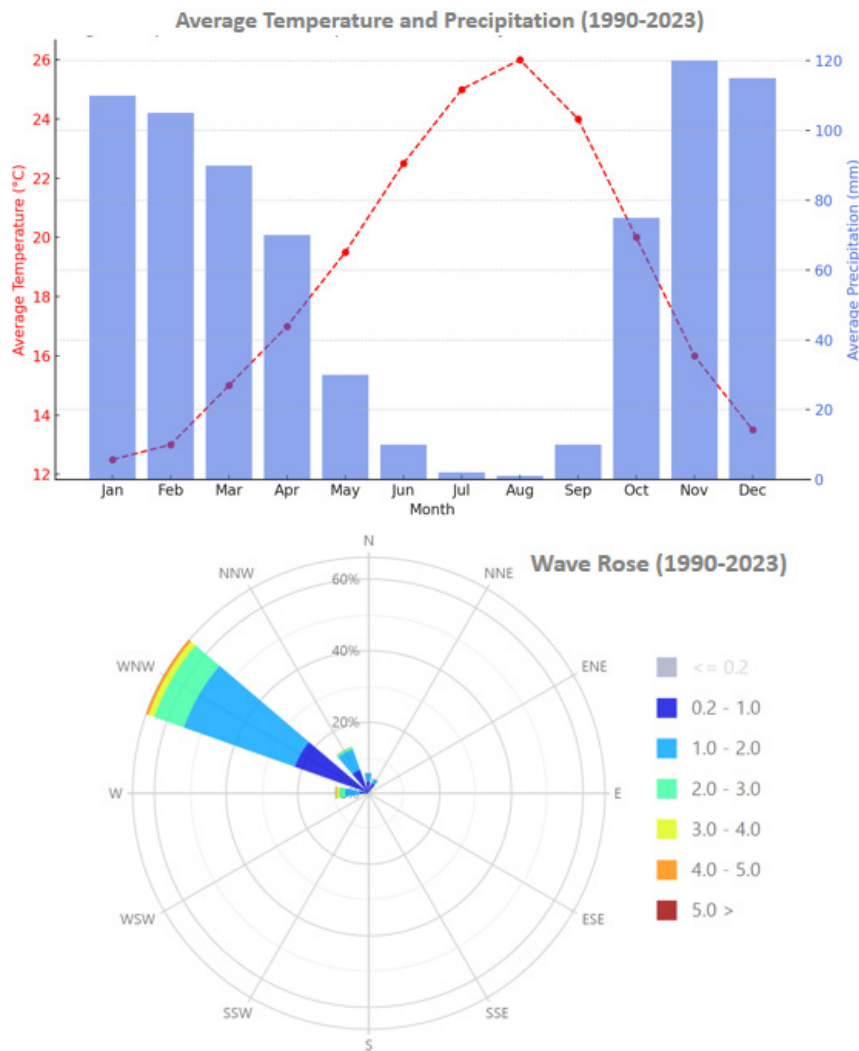 Average Temperature and Precipitation (1990-2023)
26
24
22
20
18
16
14
12
Average Temperature (°C)
120
100
80
60
40
20
0
Average Precipitation (mm)
Jan Feb Mar Apr May Jun Jul Aug Sep Oct Nov Dec
Month
Wave Rose (1990-2023)
N
NNE
ENE
E
ESE
SSE
S
SSW
WSW
W
WNW
NNW
60%
40%
20%
<= 0.2
0.2 - 1.0
1.0 - 2.0
2.0 - 3.0
3.0 - 4.0
4.0 - 5.0
5.0 >